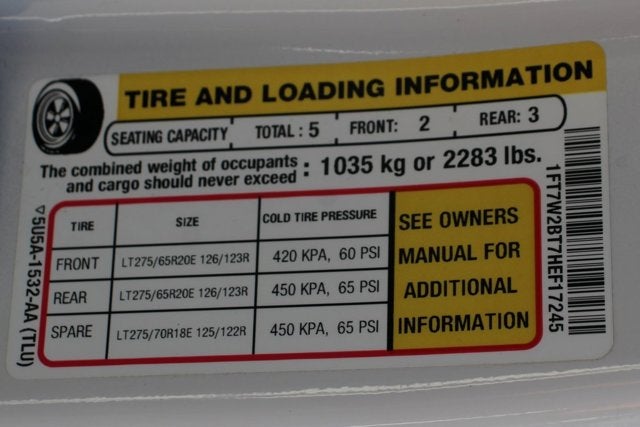 TIRE AND LOADING INFORMATION
SEATING CAPACITY TOTAL : 5 FRONT: 2 REAR: 3
The combined weight of occupants
and cargo should never exceed : 1035 kg or 2283 lbs.
TIRE SIZE COLD TIRE PRESSURE
FRONT LT275/65R20E 126/123R 420 KPA, 60 PSI
REAR LT275/65R20E 126/123R 450 KPA, 65 PSI
SPARE LT275/70R18E 125/122R 450 KPA, 65 PSI
SEE OWNERS
MANUAL FOR
ADDITIONAL
INFORMATION
▽5U5A-1532-AA (TLU)
1FT7W2BT7HEF17245